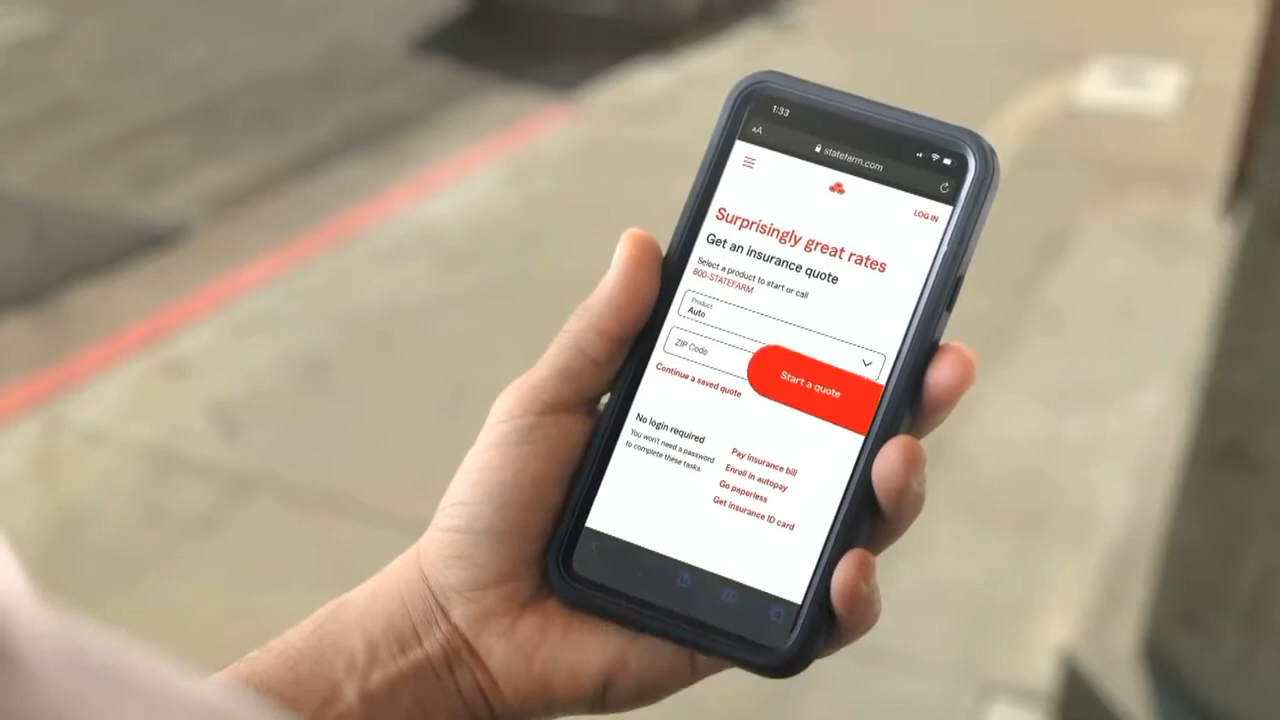 1:33
AA
statefarm.com
LOG IN
Surprisingly great rates
Get an insurance quote
Select a product to start or call
800-STATEFARM
Product
Auto
ZIP Code
Start a quote
Continue a saved quote
No login required
You won't need a password
to complete these tasks.
Pay insurance bill
Enroll in autopay
Go paperless
Get insurance ID card